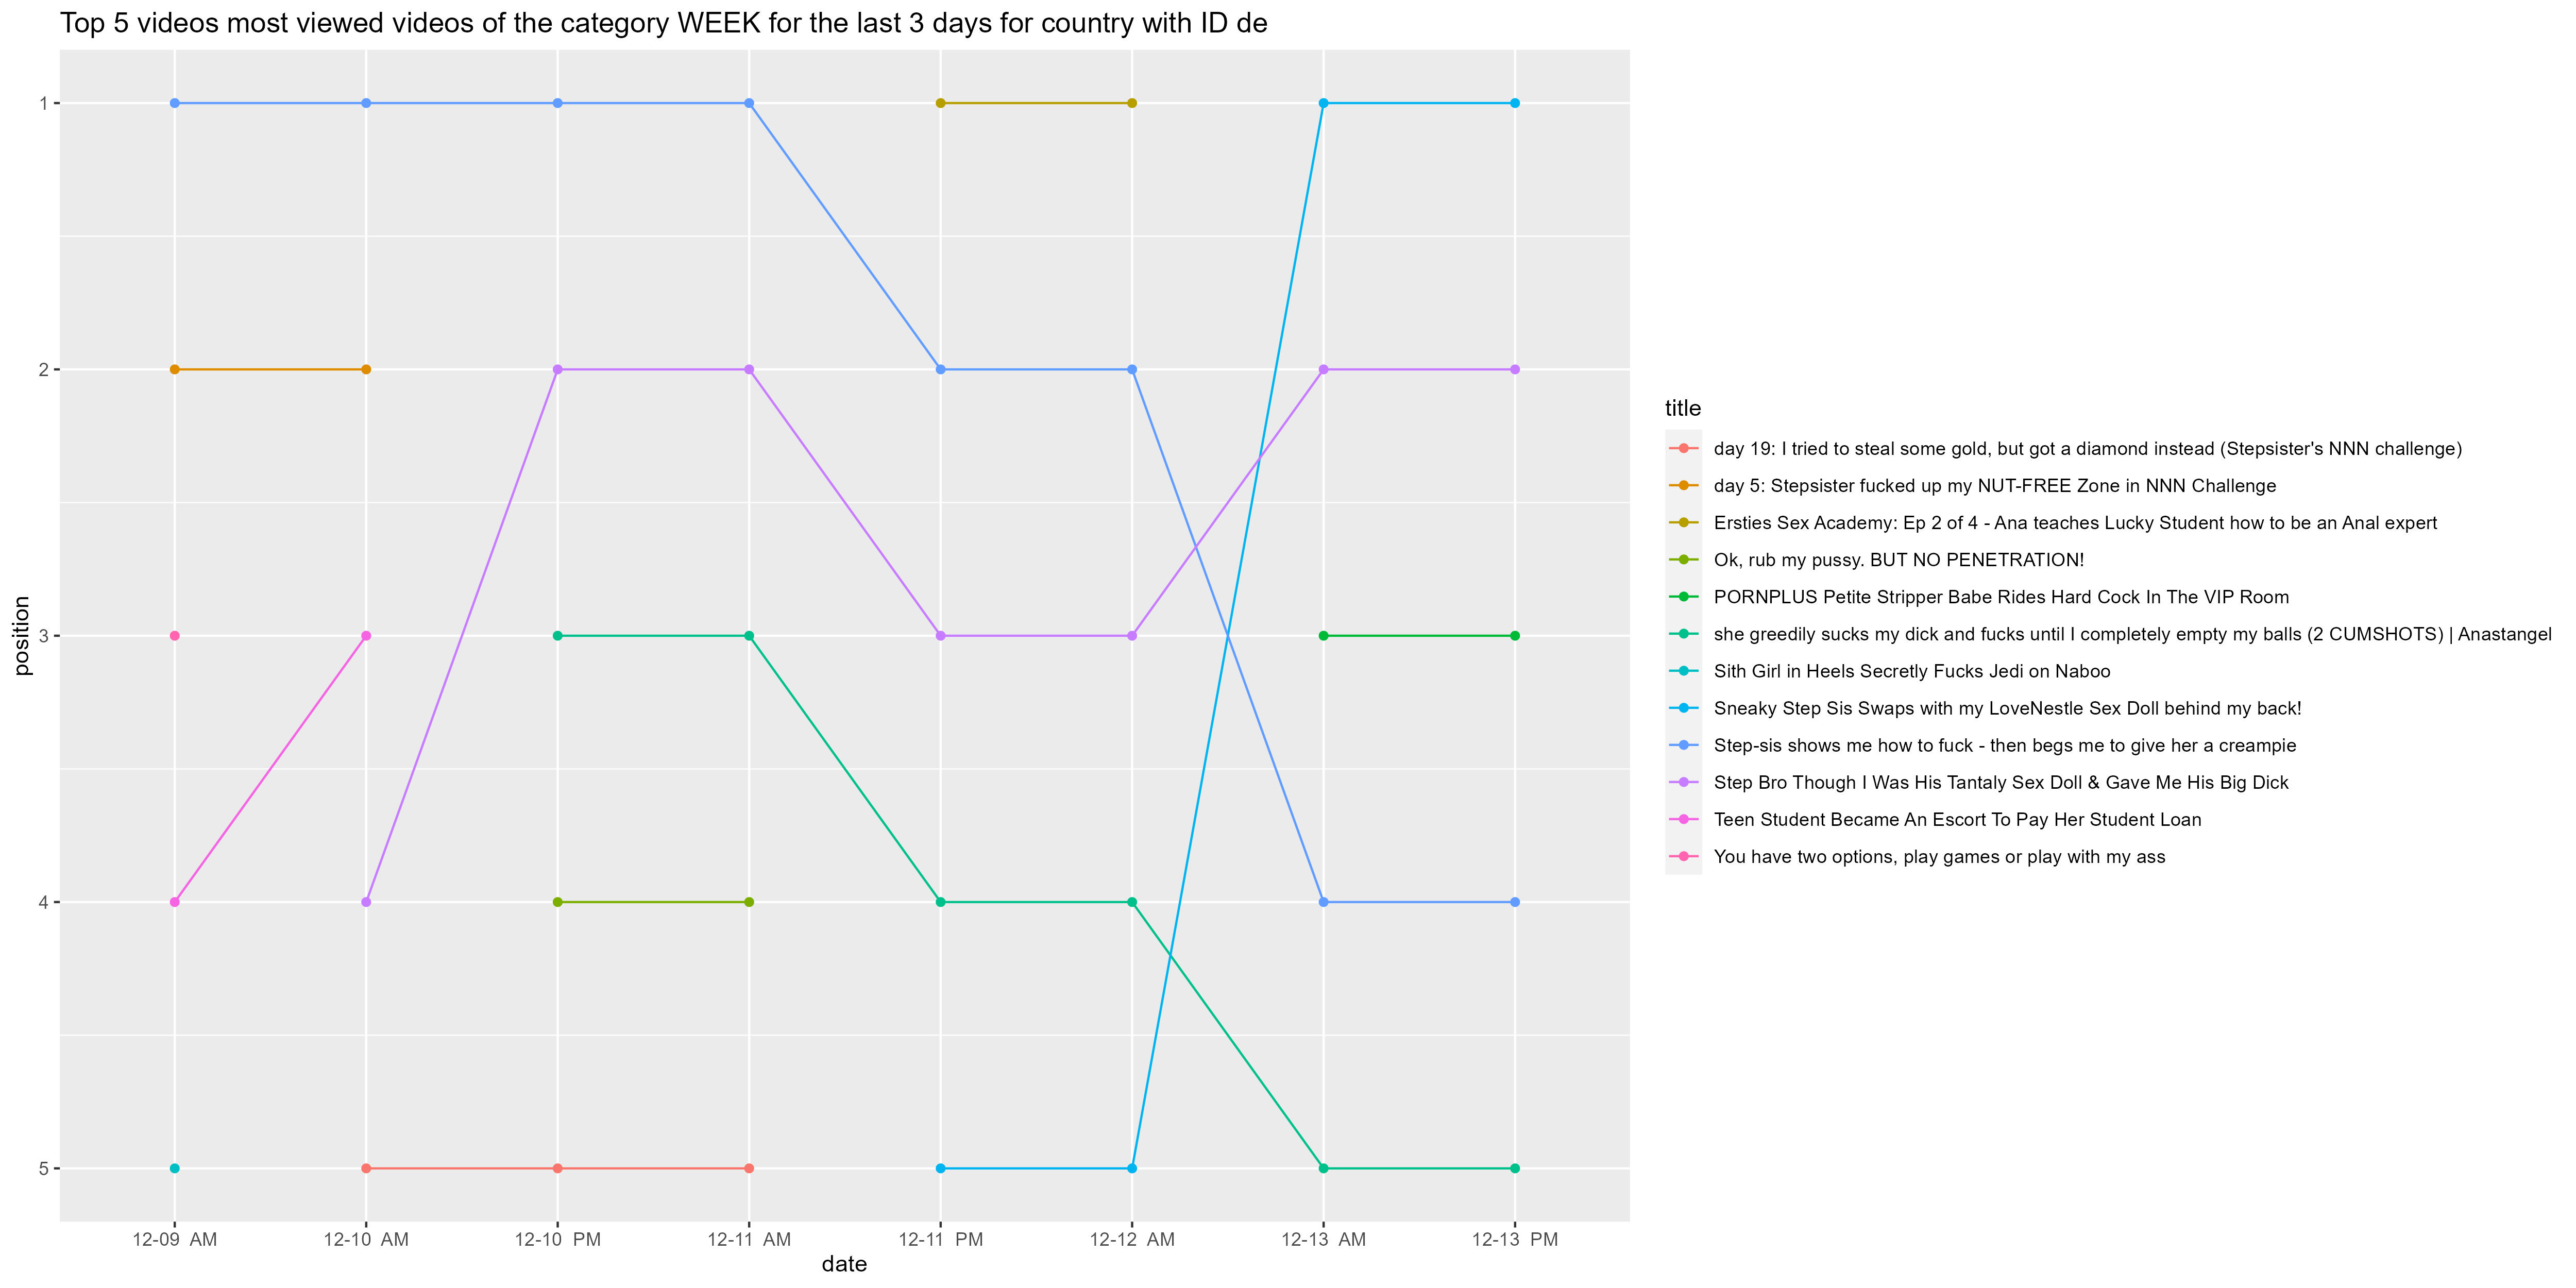 Top 5 videos most viewed videos of the category WEEK for the last 3 days for country with ID de
1
2
3
4
5
position
12-09 AM
12-10 AM
12-10 PM
12-11 AM
12-11 PM
12-12 AM
12-13 AM
12-13 PM
date
title
day 19: I tried to steal some gold, but got a diamond instead (Stepsister's NNN challenge)
day 5: Stepsister fucked up my NUT-FREE Zone in NNN Challenge
Ersties Sex Academy: Ep 2 of 4 - Ana teaches Lucky Student how to be an Anal expert
Ok, rub my pussy. BUT NO PENETRATION!
PORNPLUS Petite Stripper Babe Rides Hard Cock In The VIP Room
she greedily sucks my dick and fucks until I completely empty my balls (2 CUMSHOTS) | Anastangel
Sith Girl in Heels Secretly Fucks Jedi on Naboo
Sneaky Step Sis Swaps with my LoveNestle Sex Doll behind my back!
Step-sis shows me how to fuck - then begs me to give her a creampie
Step Bro Though I Was His Tantaly Sex Doll & Gave Me His Big Dick
Teen Student Became An Escort To Pay Her Student Loan
You have two options, play games or play with my ass